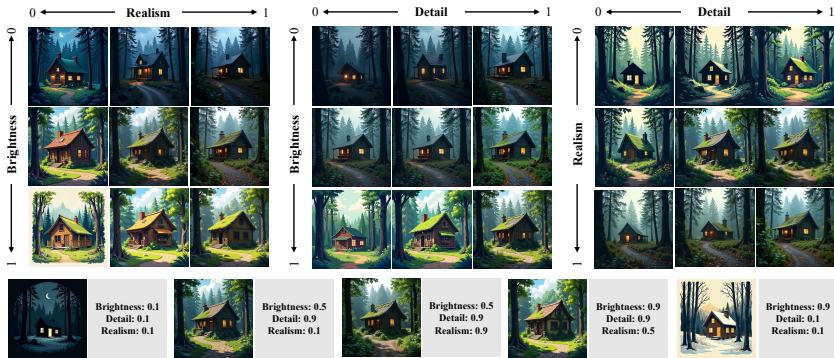 0 Realism 1
0 Detail 1
0 Detail 1
0
Brightness
1
0
Brightness
1
0
Realism
1
Brightness: 0.1
Detail: 0.1
Realism: 0.1
Brightness: 0.5
Detail: 0.9
Realism: 0.1
Brightness: 0.5
Detail: 0.9
Realism: 0.9
Brightness: 0.9
Detail: 0.9
Realism: 0.5
Brightness: 0.9
Detail: 0.1
Realism: 0.1